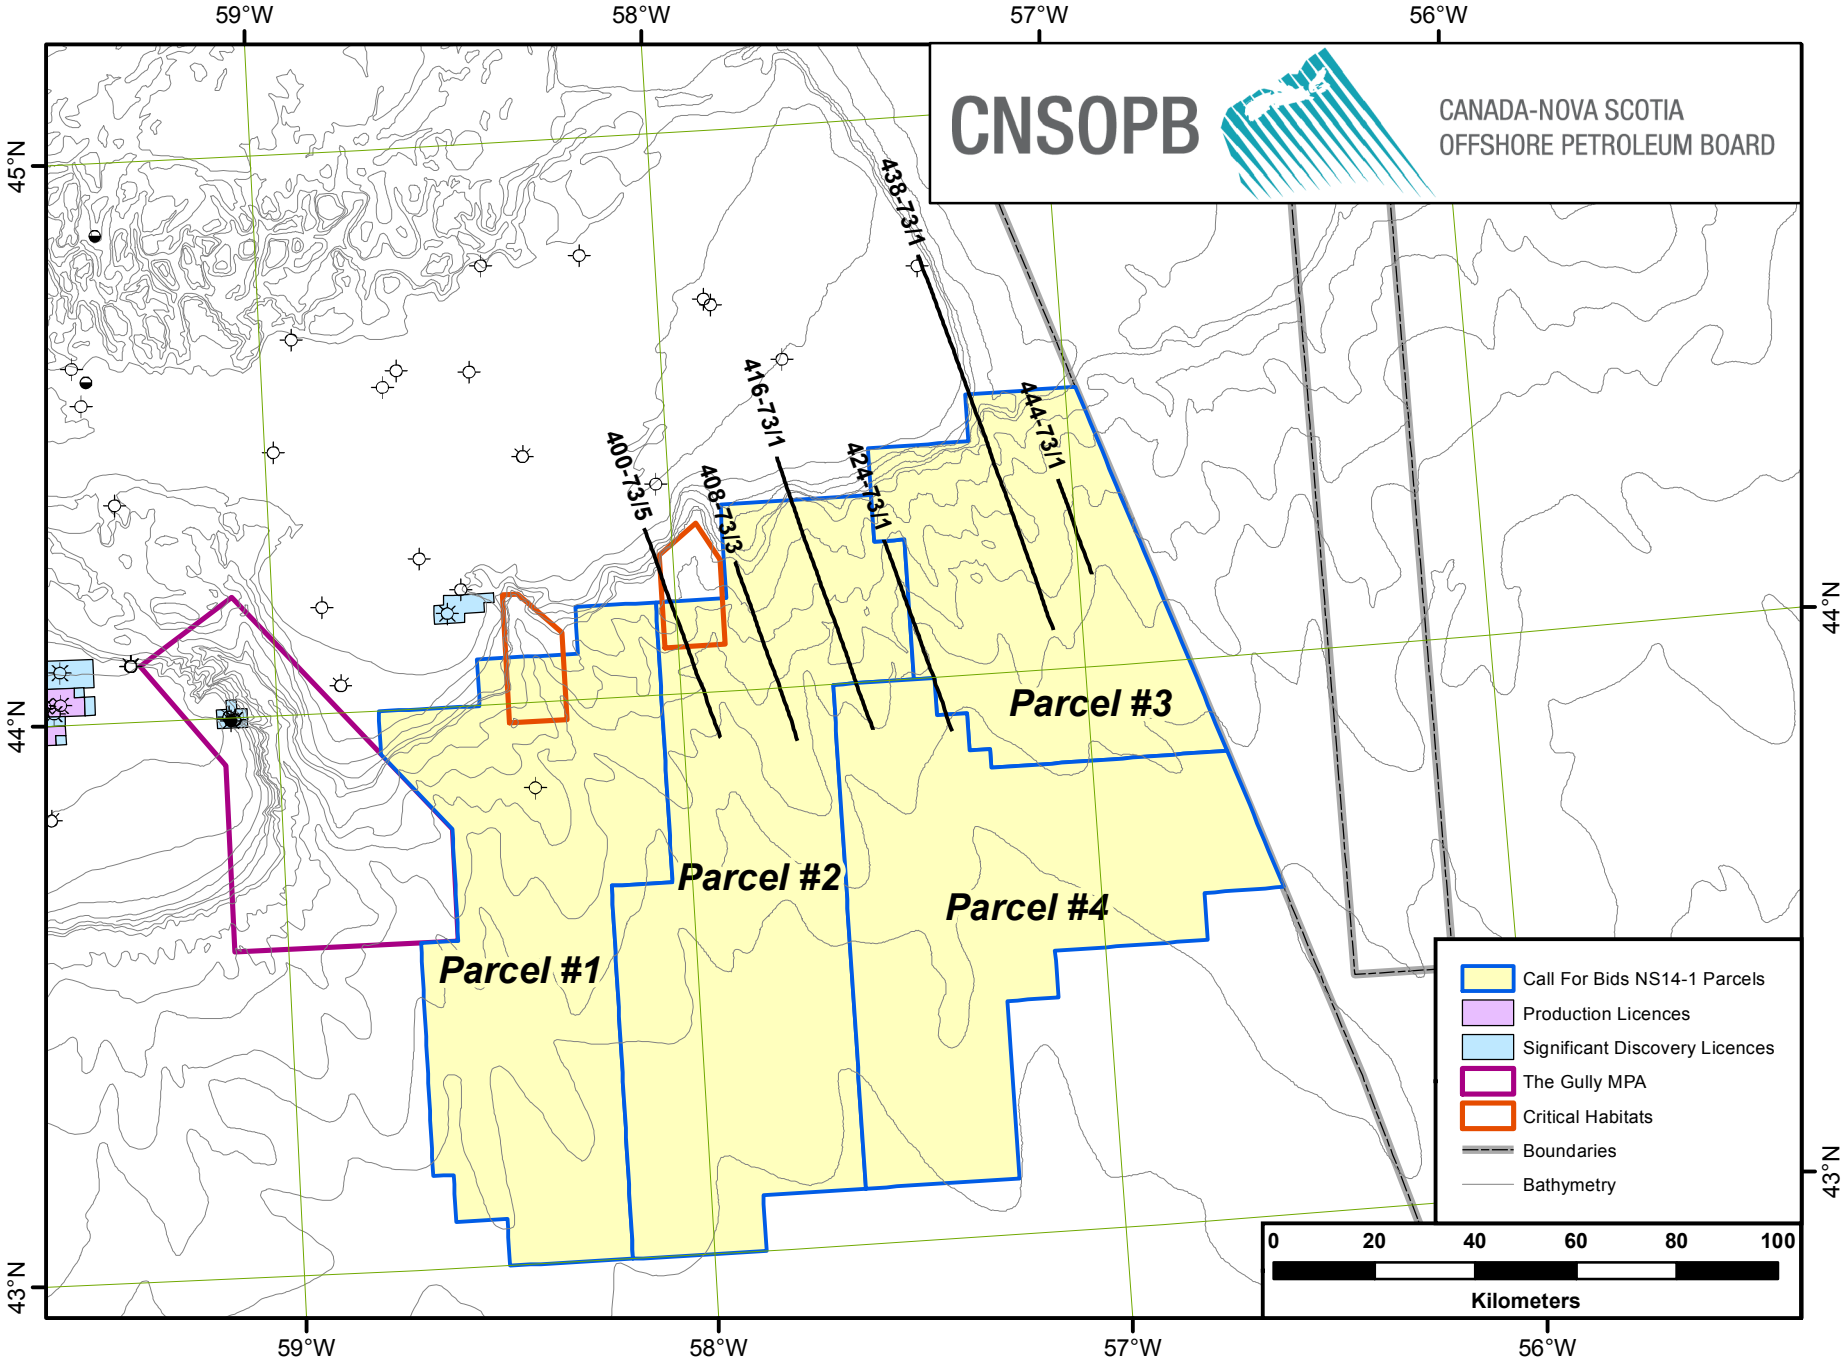 59°W
58°W
57°W
56°W
45°N
44°N
43°N
44°N
43°N
59°W
58°W
57°W
56°W
CNSOPB
CANADA-NOVA SCOTIA
OFFSHORE PETROLEUM BOARD
438-73/1
444-73/1
416-73/1
424-73/1
400-73/5
408-73/3
Parcel #3
Parcel #2
Parcel #4
Parcel #1
Call For Bids NS14-1 Parcels
Production Licences
Significant Discovery Licences
The Gully MPA
Critical Habitats
Boundaries
Bathymetry
0 20 40 60 80 100
Kilometers